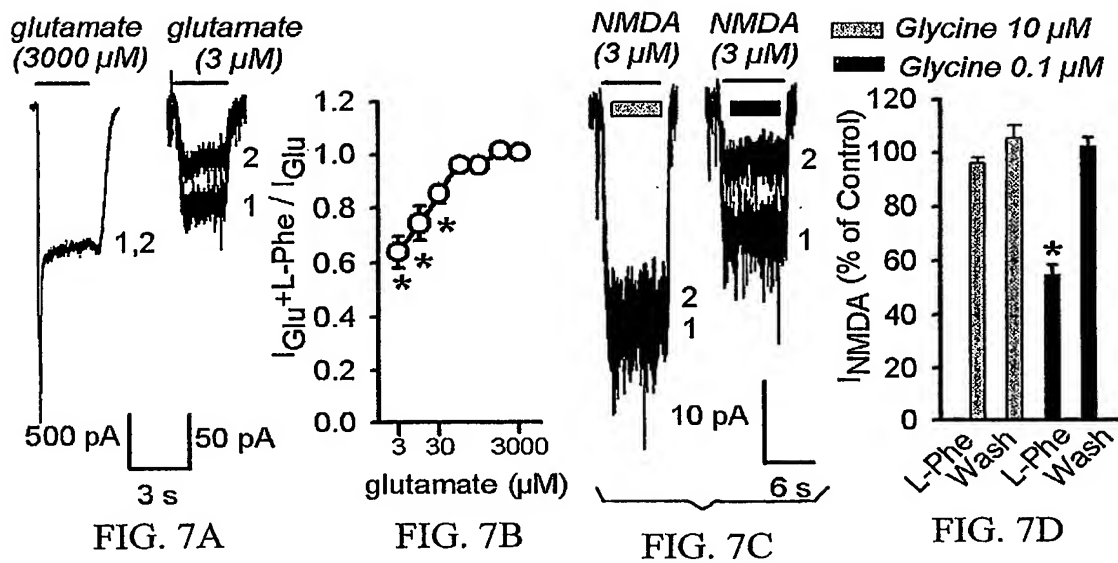 glutamate
(3000 µM)
glutamate
(3 µM)
2
1
1,2
500 pA
50 pA
3 s
FIG. 7A
I Glu+L-Phe / I Glu
1.2
1.0
0.8
0.6
0.4
0.2
0.0
*
*
*
3
30
3000
glutamate (µM)
FIG. 7B
NMDA
(3 µM)
NMDA
(3 µM)
2
1
2
1
10 pA
6 s
FIG. 7C
Glycine 10 µM
Glycine 0.1 µM
I NMDA (% of Control)
120
100
80
60
40
20
0
*
L-Phe
Wash
L-Phe
Wash
FIG. 7D